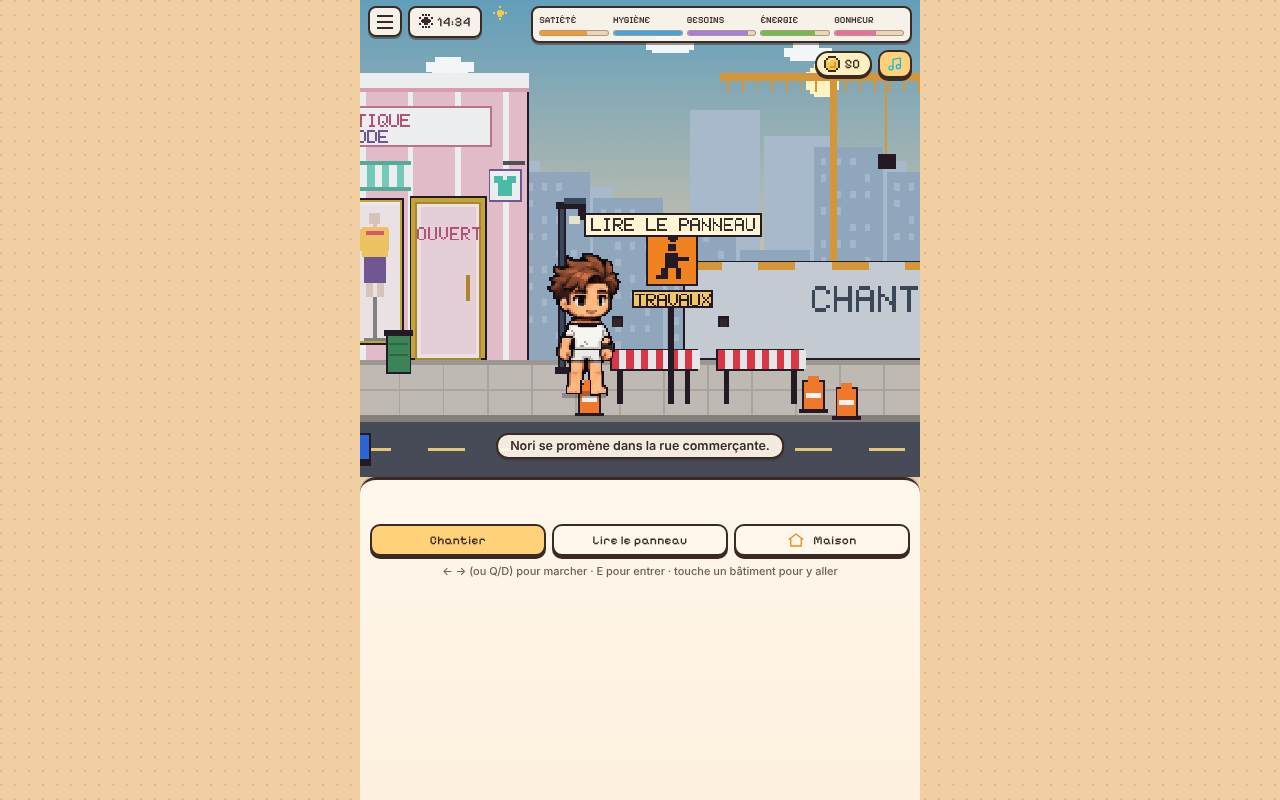 14:34
SATIÉTÉ HYGIÈNE BESOINS ÉNERGIE BONHEUR
80
TIQUE
ODE
OUVERT
LIRE LE PANNEAU
TRAVAUX
CHANT
Nori se promène dans la rue commerçante.
Chantier Lire le panneau Maison
← → (ou Q/D) pour marcher · E pour entrer · touche un bâtiment pour y aller